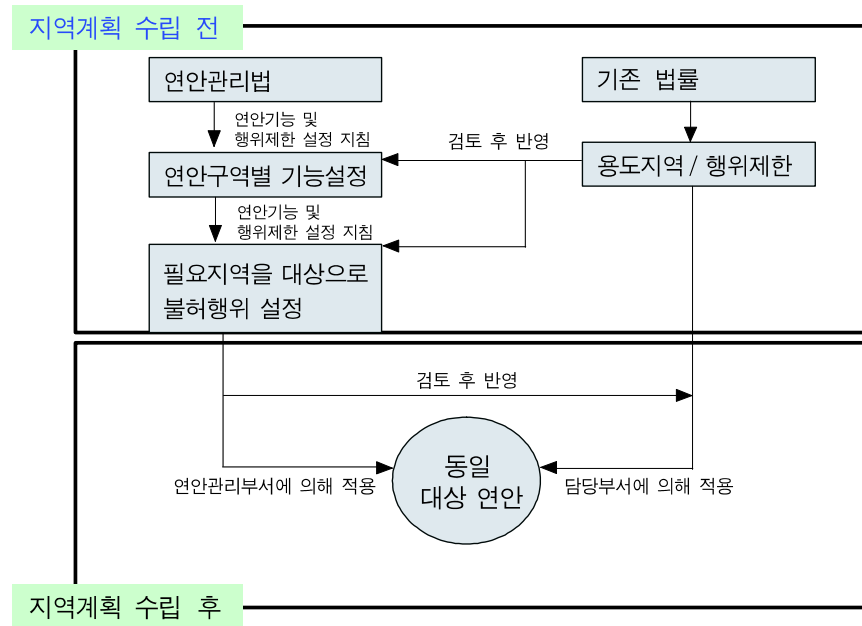 지역계획 수립 전
연안관리법
기존 법률
연안기능 및
행위제한 설정 지침
검토 후 반영
연안구역별 기능설정
용도지역 / 행위제한
연안기능 및
행위제한 설정 지침
필요지역을 대상으로
불허행위 설정
검토 후 반영
동일
대상 연안
연안관리부서에 의해 적용
담당부서에 의해 적용
지역계획 수립 후